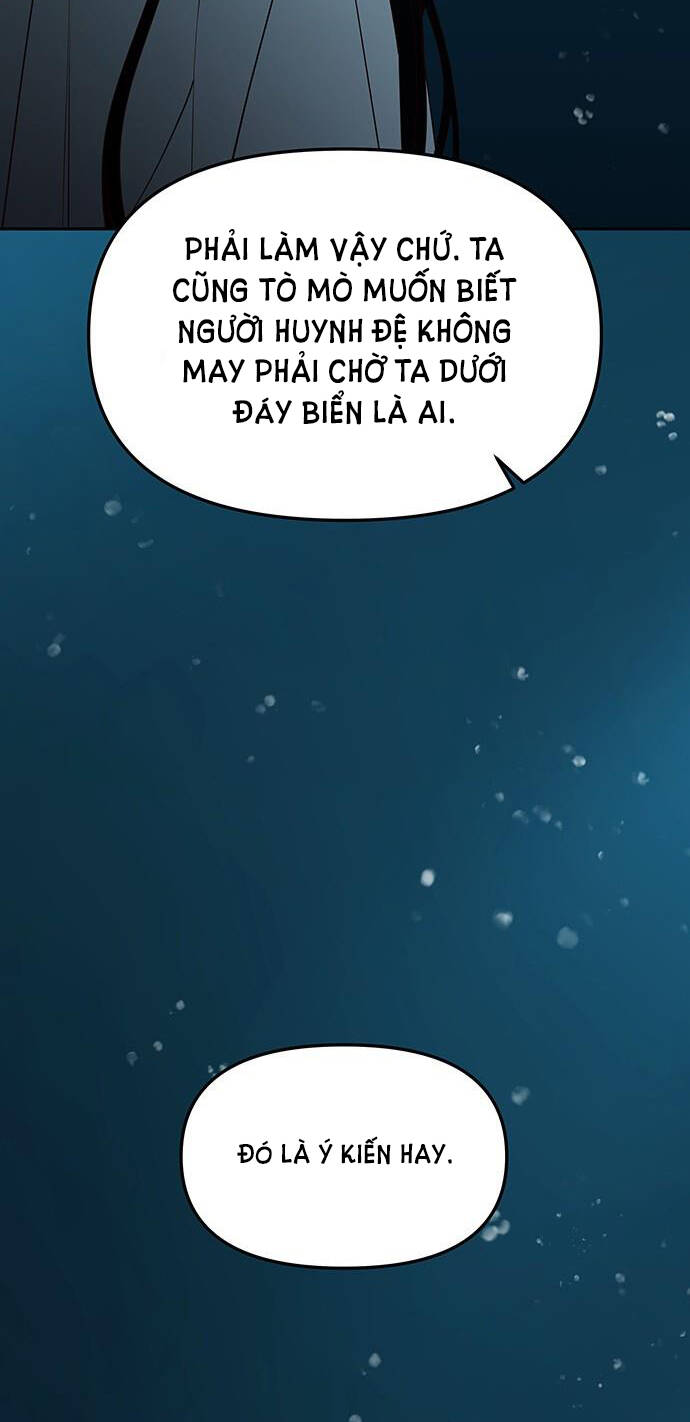 PHẢI LÀM VẬY CHỨ. TA
CŨNG TÒ MÒ MUỐN BIẾT
NGƯỜI HUYNH ĐỆ KHÔNG
MAY PHẢI CHỜ TA DƯỚI
ĐÁY BIỂN LÀ AI.
ĐÓ LÀ Ý KIẾN HAY.